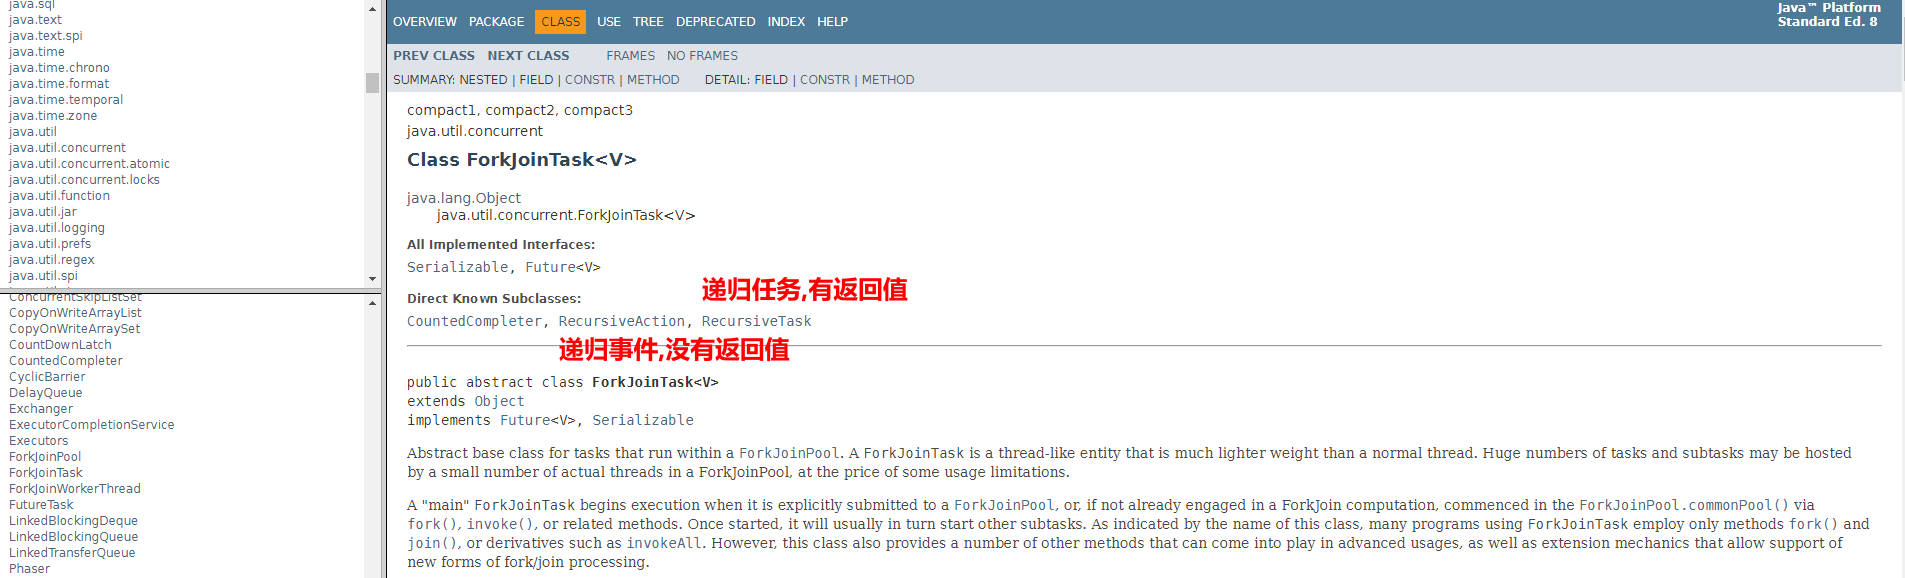 java.sql
java.text
java.text.spi
java.time
java.time.chrono
java.time.format
java.time.temporal
java.time.zone
java.util
java.util.concurrent
java.util.concurrent.atomic
java.util.concurrent.locks
java.util.function
java.util.jar
java.util.logging
java.util.prefs
java.util.regex
java.util.spi
ConcurrentSkipListSet
CopyOnWriteArrayList
CopyOnWriteArraySet
CountDownLatch
CountedCompleter
CyclicBarrier
DelayQueue
Exchanger
ExecutorCompletionService
Executors
ForkJoinPool
ForkJoinTask
ForkJoinWorkerThread
FutureTask
LinkedBlockingDeque
LinkedBlockingQueue
LinkedTransferQueue
Phaser
OVERVIEW PACKAGE CLASS USE TREE DEPRECATED INDEX HELP
Java™ Platform
Standard Ed. 8
PREV CLASS NEXT CLASS FRAMES NO FRAMES
SUMMARY: NESTED | FIELD | CONSTR | METHOD DETAIL: FIELD | CONSTR | METHOD
compact1, compact2, compact3
java.util.concurrent
Class ForkJoinTask<V>
java.lang.Object
java.util.concurrent.ForkJoinTask<V>
All Implemented Interfaces:
Serializable, Future<V>
递归任务,有返回值
Direct Known Subclasses:
CountedCompleter, RecursiveAction, RecursiveTask
递归事件,没有返回值
public abstract class ForkJoinTask<V>
extends Object
implements Future<V>, Serializable
Abstract base class for tasks that run within a ForkJoinPool. A ForkJoinTask is a thread-like entity that is much lighter weight than a normal thread. Huge numbers of tasks and subtasks may be hosted
by a small number of actual threads in a ForkJoinPool, at the price of some usage limitations.
A "main" ForkJoinTask begins execution when it is explicitly submitted to a ForkJoinPool, or, if not already engaged in a ForkJoin computation, commenced in the ForkJoinPool.commonPool() via
fork(), invoke(), or related methods. Once started, it will usually in turn start other subtasks. As indicated by the name of this class, many programs using ForkJoinTask employ only methods fork() and
join(), or derivatives such as invokeAll. However, this class also provides a number of other methods that can come into play in advanced usages, as well as extension mechanics that allow support of
new forms of fork/join processing.